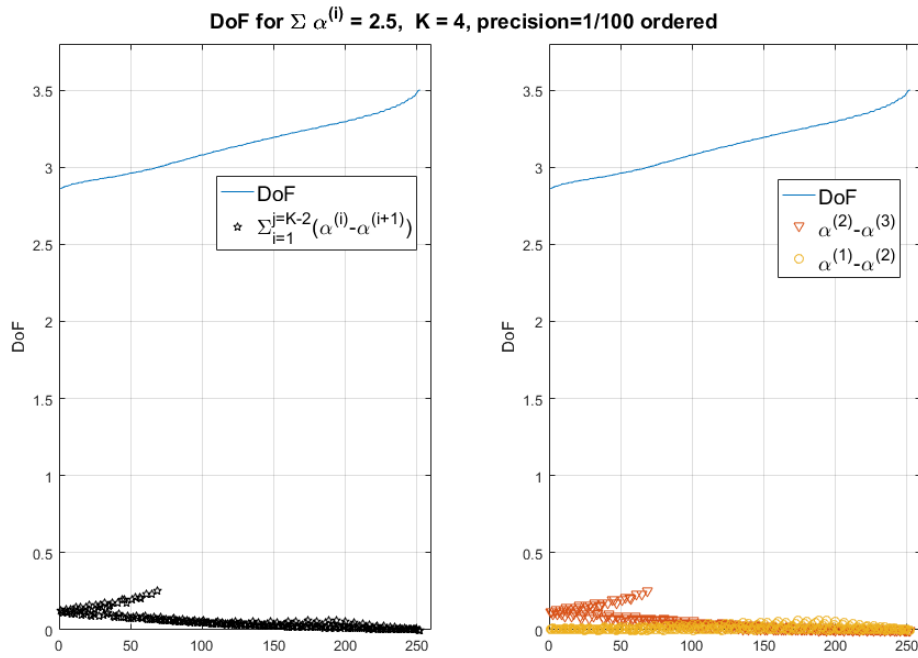 DoF for Σ α^(i) = 2.5, K = 4, precision=1/100 ordered
DoF
3.5
3
2.5
2
1.5
1
0.5
0
0 50 100 150 200 250
DoF
Σ_{i=1}^{j=K-2}(α^(i)-α^(i+1))
DoF
3.5
3
2.5
2
1.5
1
0.5
0
0 50 100 150 200 250
DoF
α^(2)-α^(3)
α^(1)-α^(2)